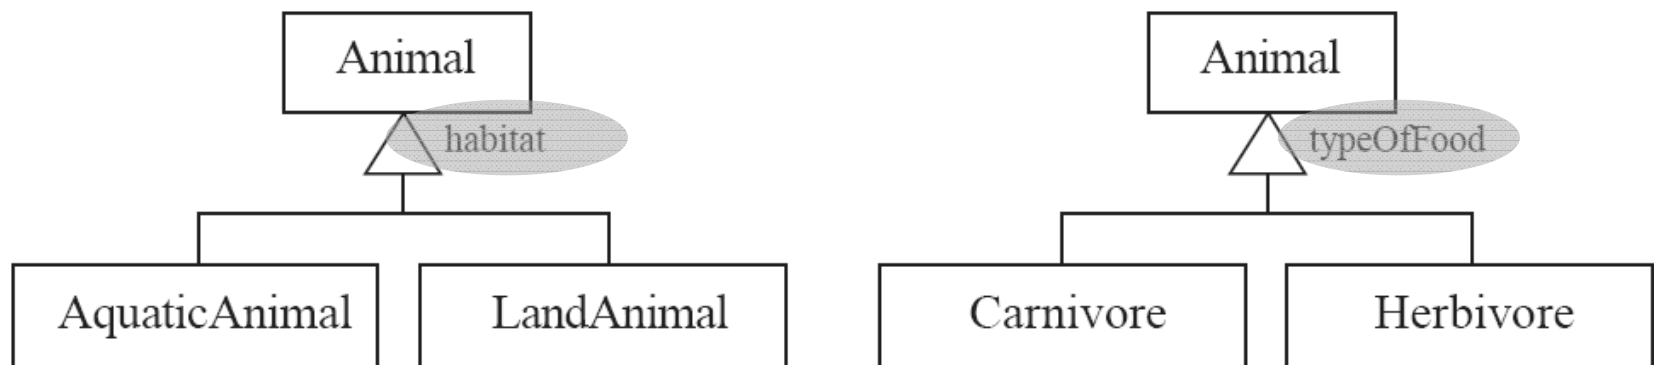 Animal
habitat
AquaticAnimal
LandAnimal
Animal
typeOfFood
Carnivore
Herbivore